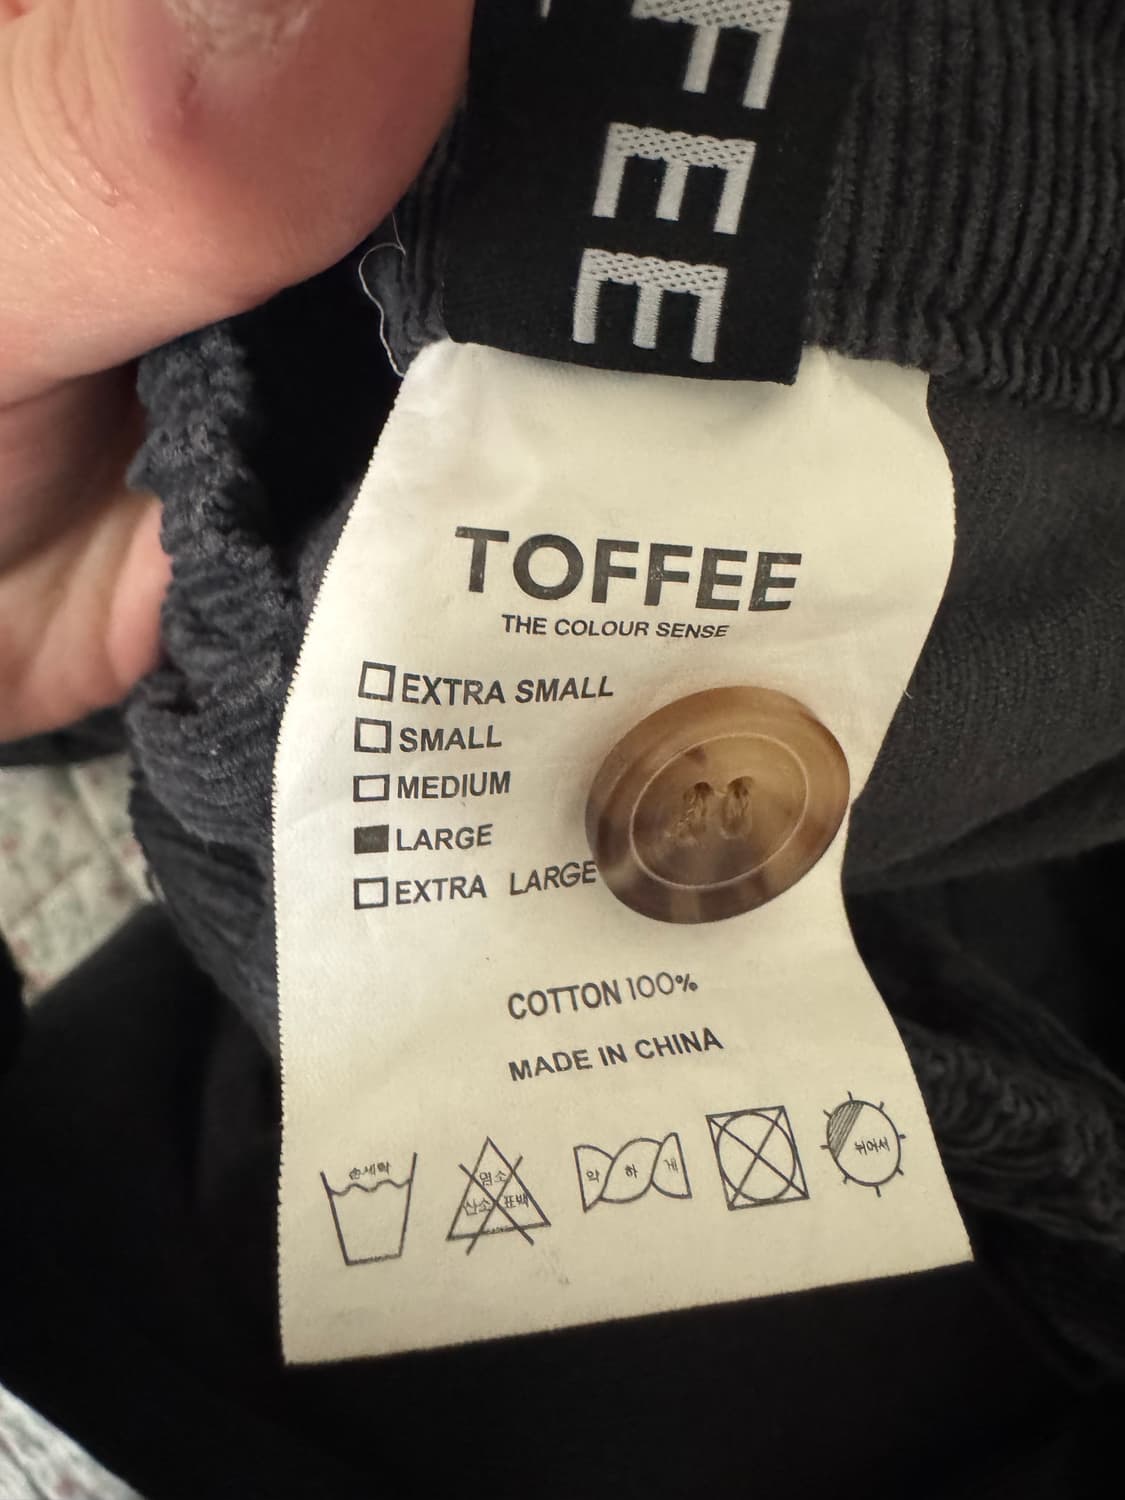 FEE
TOFFEE
THE COLOUR SENSE
EXTRA SMALL
SMALL
MEDIUM
LARGE
EXTRA LARGE
COTTON 100%
MADE IN CHINA
손세탁
염소
산소 표백
약 하 게
뉘어서